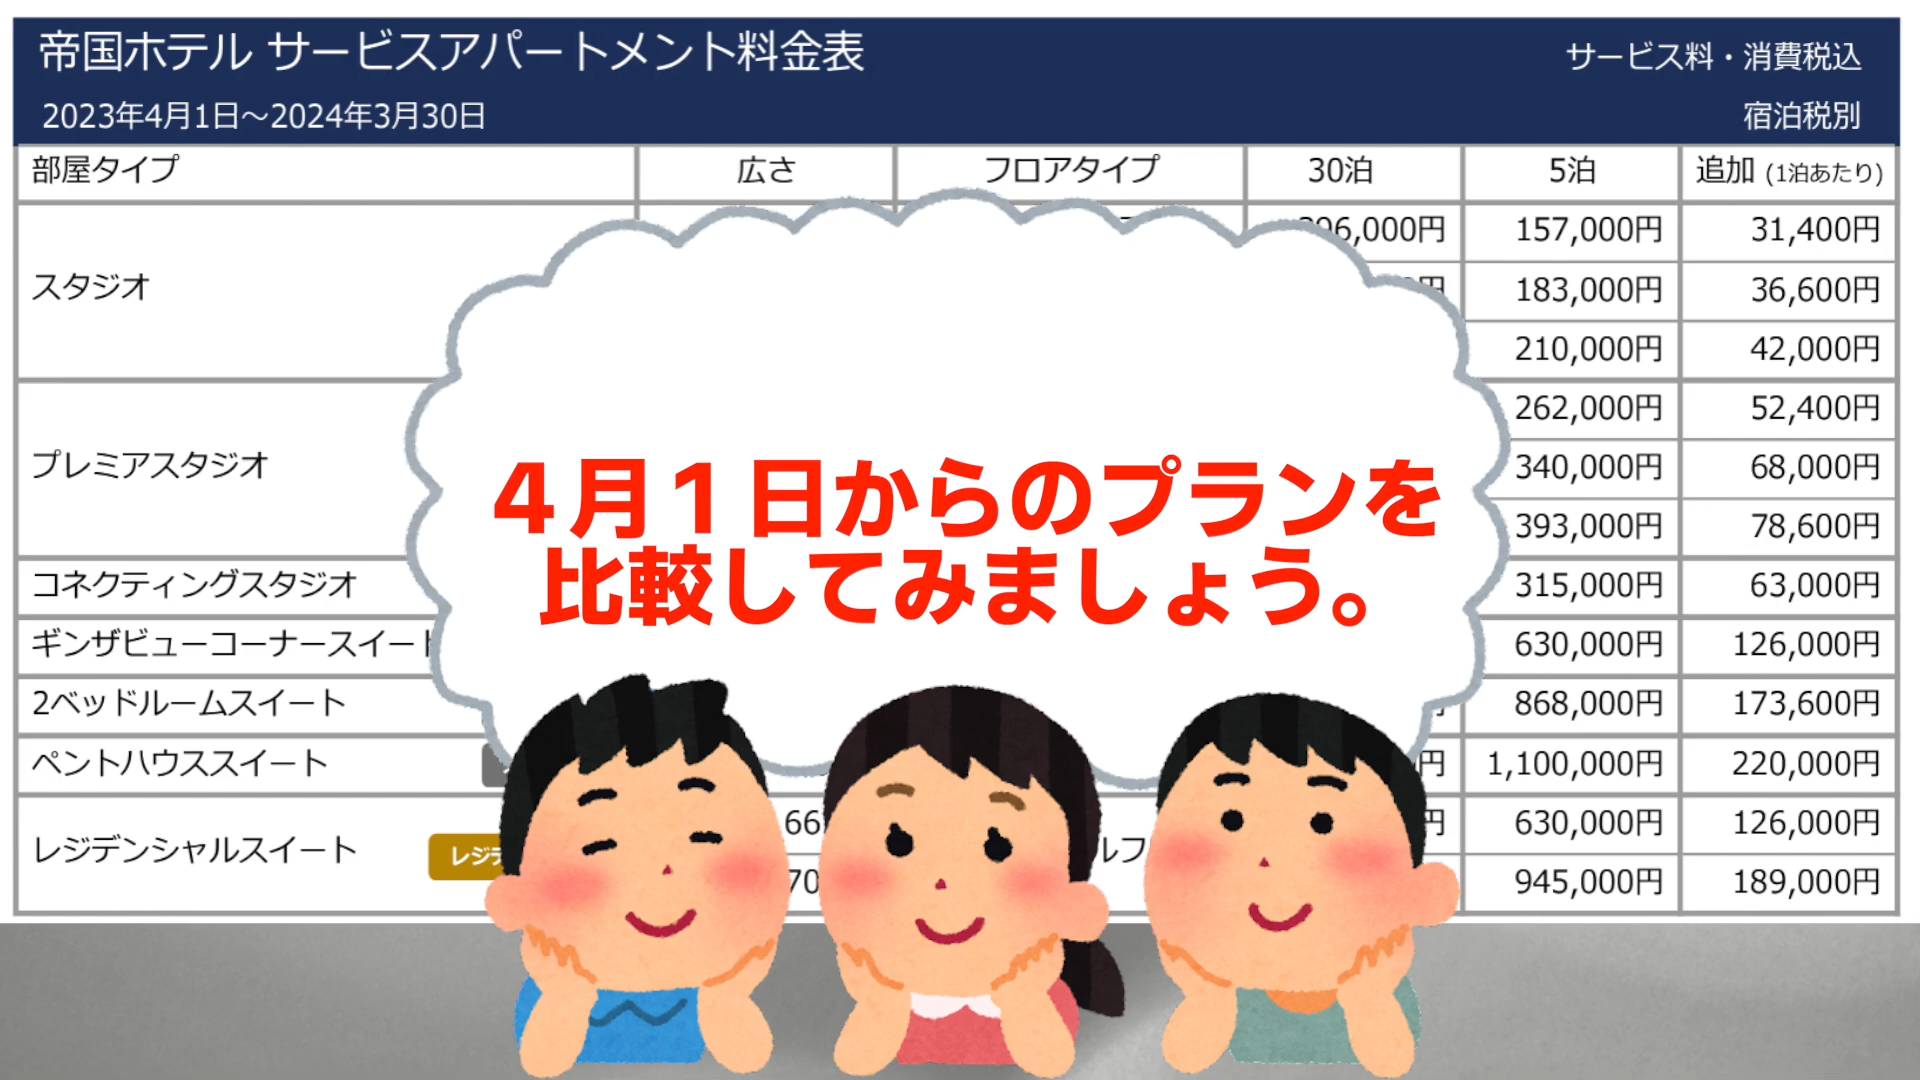 帝国ホテル サービスアパートメント料金表
サービス料・消費税込
2023年4月1日～2024年3月30日
宿泊税別
部屋タイプ 広さ フロアタイプ 30泊 5泊 追加 (1泊あたり)
スタジオ
96,000円 157,000円 31,400円
円 183,000円 36,600円
210,000円 42,000円
プレミアスタジオ
262,000円 52,400円
340,000円 68,000円
393,000円 78,600円
コネクティングスタジオ 315,000円 63,000円
ギンザビューコーナースイート 630,000円 126,000円
2ベッドルームスイート 868,000円 173,600円
ペントハウススイート 円 1,100,000円 220,000円
レジデンシャルスイート
レジデ
66 円 630,000円 126,000円
ルフ
70 945,000円 189,000円
４月１日からのプランを
比較してみましょう。